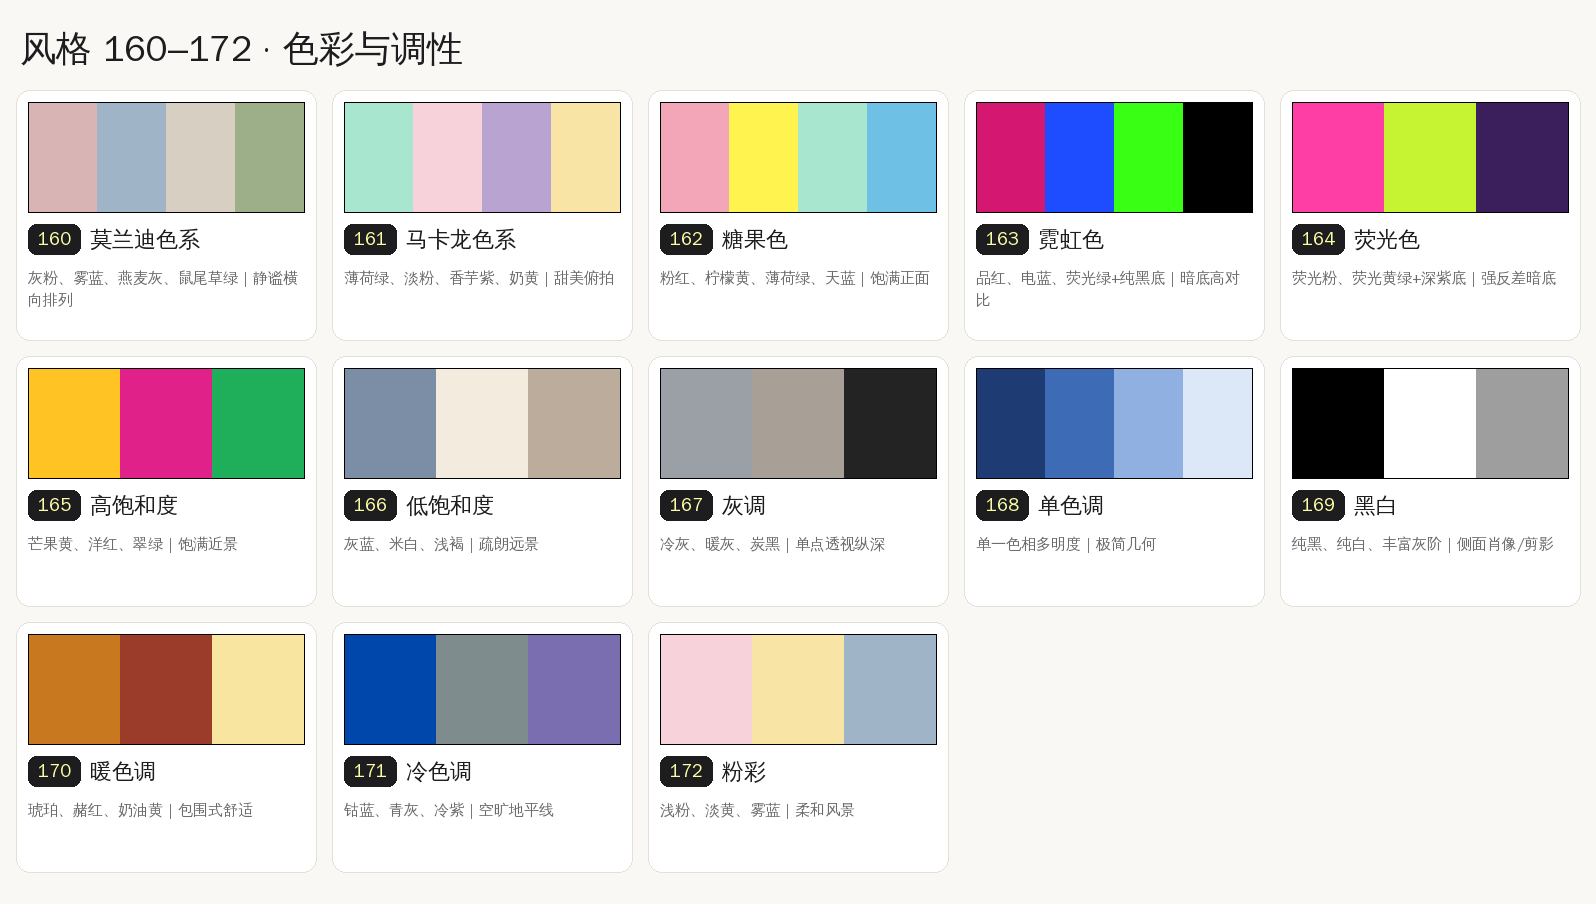 风格 160–172 · 色彩与调性
160 莫兰迪色系
灰粉、雾蓝、燕麦灰、鼠尾草绿｜静谧横
向排列
161 马卡龙色系
薄荷绿、淡粉、香芋紫、奶黄｜甜美俯拍
162 糖果色
粉红、柠檬黄、薄荷绿、天蓝｜饱满正面
163 霓虹色
品红、电蓝、荧光绿+纯黑底｜暗底高对
比
164 荧光色
荧光粉、荧光黄绿+深紫底｜强反差暗底
165 高饱和度
芒果黄、洋红、翠绿｜饱满近景
166 低饱和度
灰蓝、米白、浅褐｜疏朗远景
167 灰调
冷灰、暖灰、炭黑｜单点透视纵深
168 单色调
单一色相多明度｜极简几何
169 黑白
纯黑、纯白、丰富灰阶｜侧面肖像/剪影
170 暖色调
琥珀、赭红、奶油黄｜包围式舒适
171 冷色调
钴蓝、青灰、冷紫｜空旷地平线
172 粉彩
浅粉、淡黄、雾蓝｜柔和风景